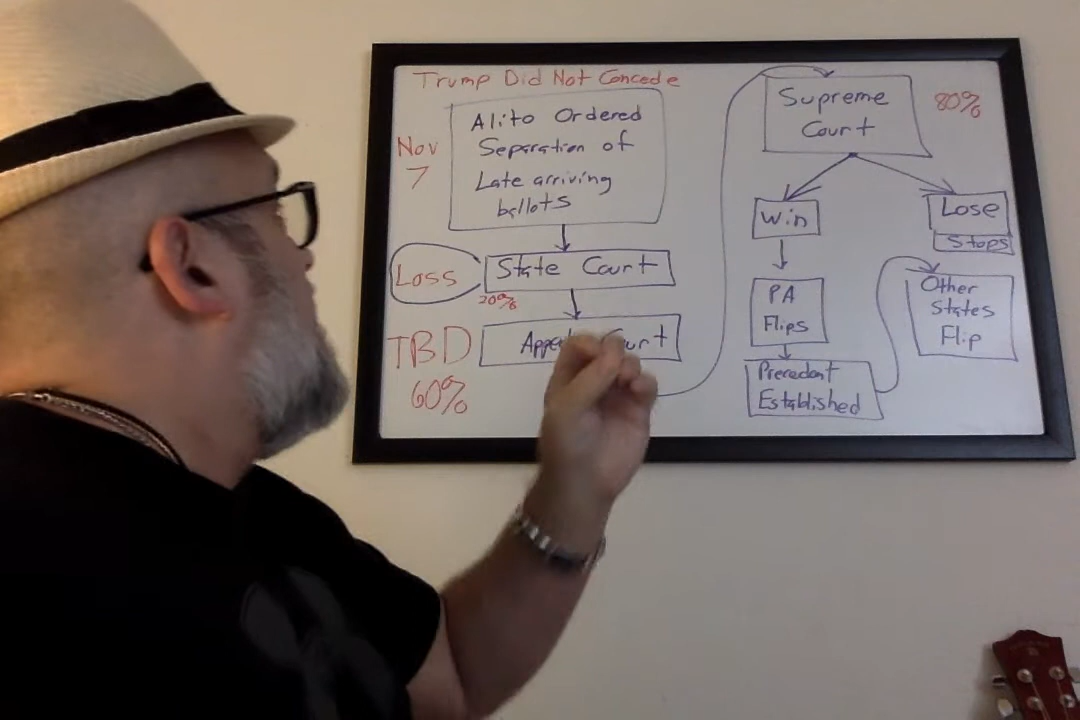 Trump Did Not Concede
Nov
7
Alito Ordered
Separation of
Late arriving
ballots
Loss
State Court
20%
TBD
60%
Supreme
Court
80%
Win
Lose
Stops
PA
Flips
Precedent
Established
Other
States
Flip